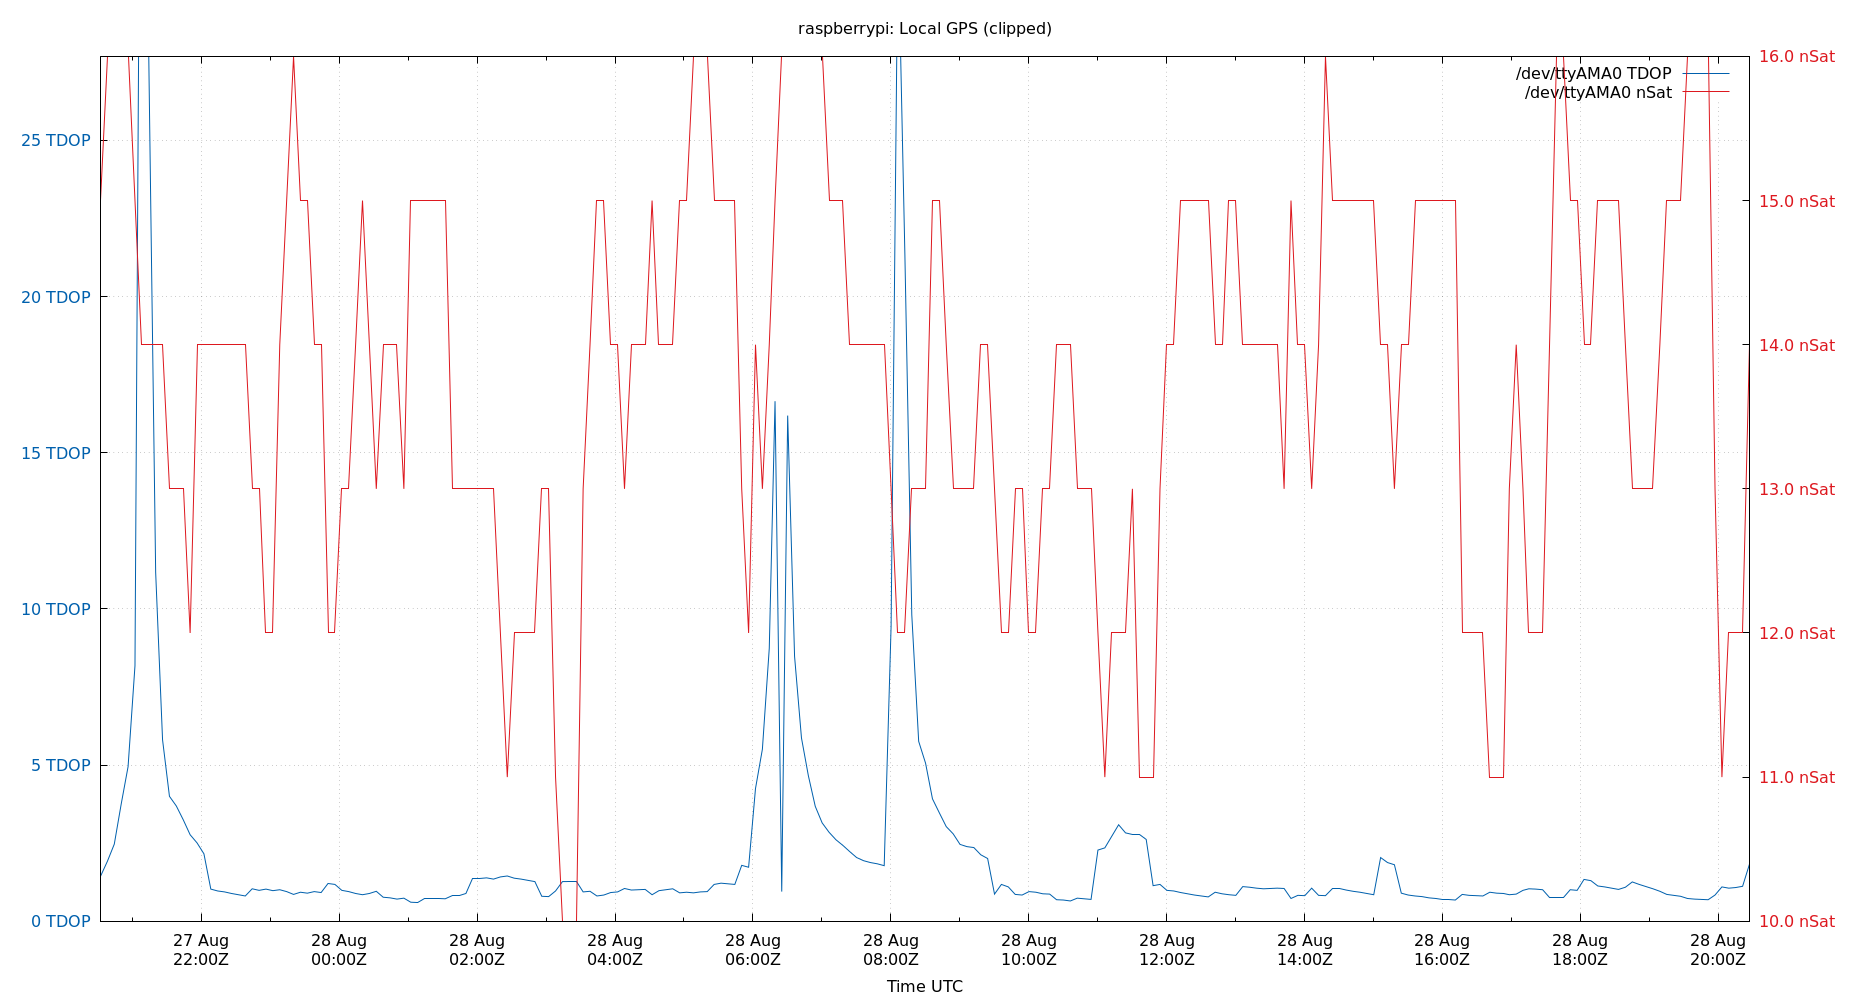 raspberrypi: Local GPS (clipped)
/dev/ttyAMA0 TDOP
/dev/ttyAMA0 nSat
25 TDOP
20 TDOP
15 TDOP
10 TDOP
5 TDOP
0 TDOP
16.0 nSat
15.0 nSat
14.0 nSat
13.0 nSat
12.0 nSat
11.0 nSat
10.0 nSat
27 Aug
22:00Z
28 Aug
00:00Z
28 Aug
02:00Z
28 Aug
04:00Z
28 Aug
06:00Z
28 Aug
08:00Z
28 Aug
10:00Z
28 Aug
12:00Z
28 Aug
14:00Z
28 Aug
16:00Z
28 Aug
18:00Z
28 Aug
20:00Z
Time UTC